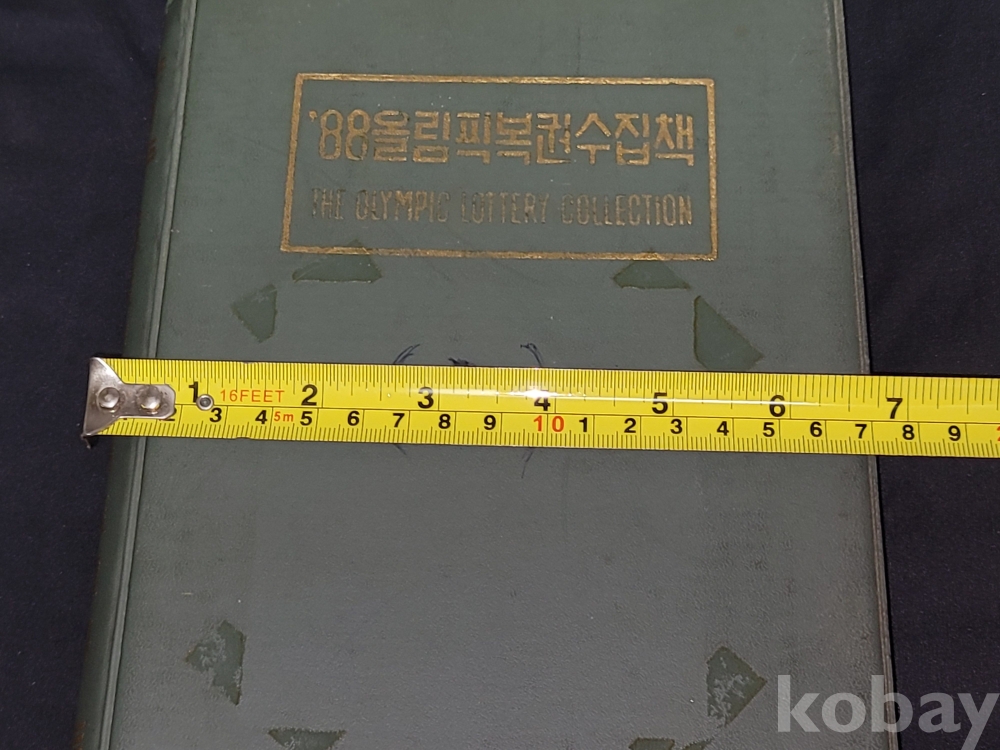 '88올림픽복권수집책
THE OLYMPIC LOTTERY COLLECTION
1 16FEET 2 3 4 5 6 7
2 3 4 5m 5 6 7 8 9 10 1 2 3 4 5 6 7 8 9
kobay